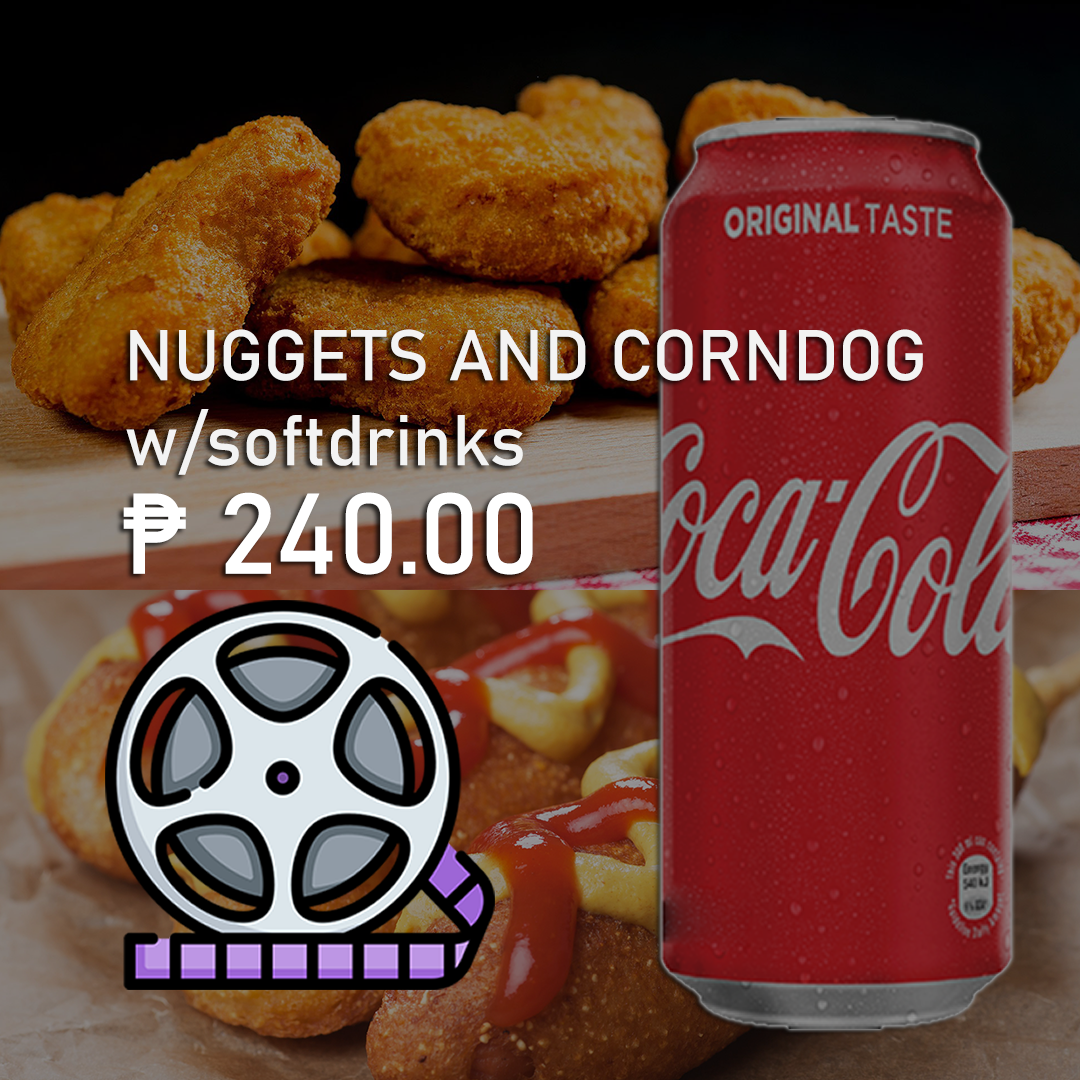 ORIGINAL TASTE
NUGGETS AND CORNDOG
w/softdrinks
₱ 240.00
Coca-Cola